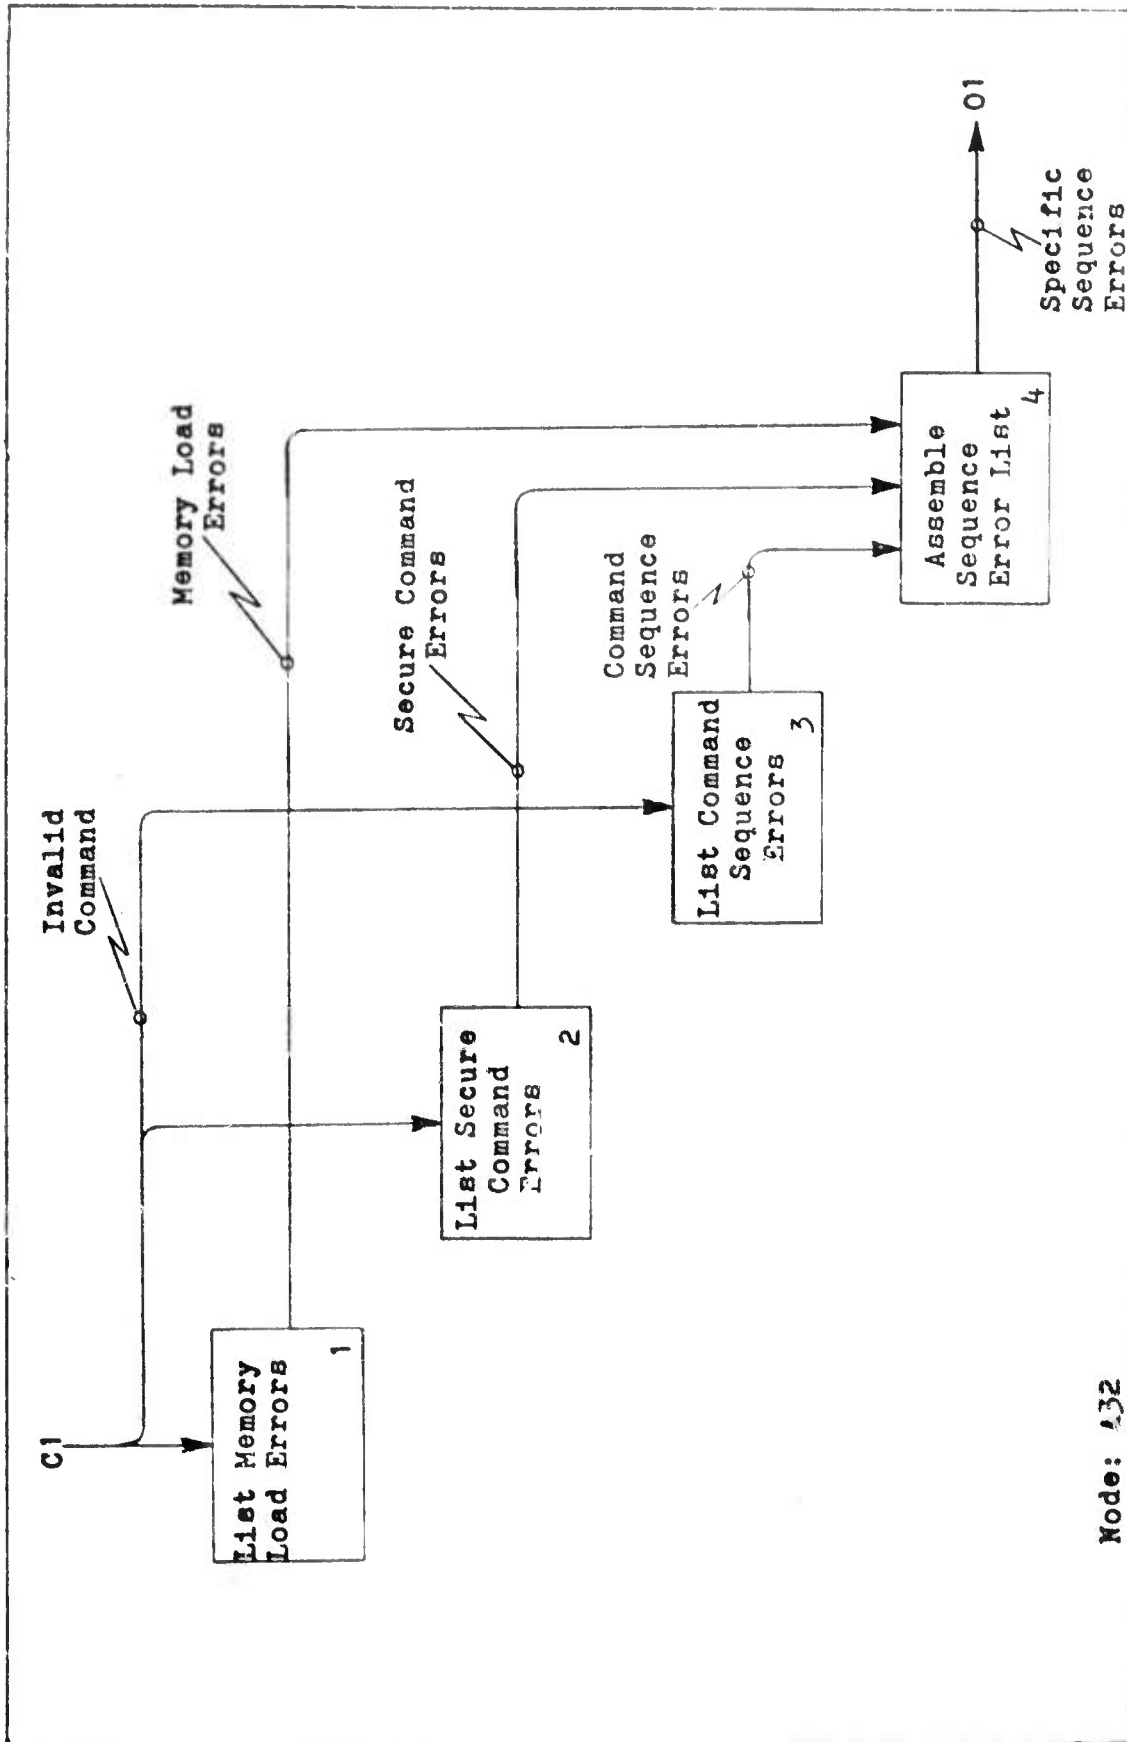 C1
Invalid
Command
List Memory
Load Errors
1
Memory Load
Errors
List Secure
Command
Errors
2
Secure Command
Errors
List Command
Sequence
Errors
3
Command
Sequence
Errors
Assemble
Sequence
Error List
4
O1
Specific
Sequence
Errors
Node: